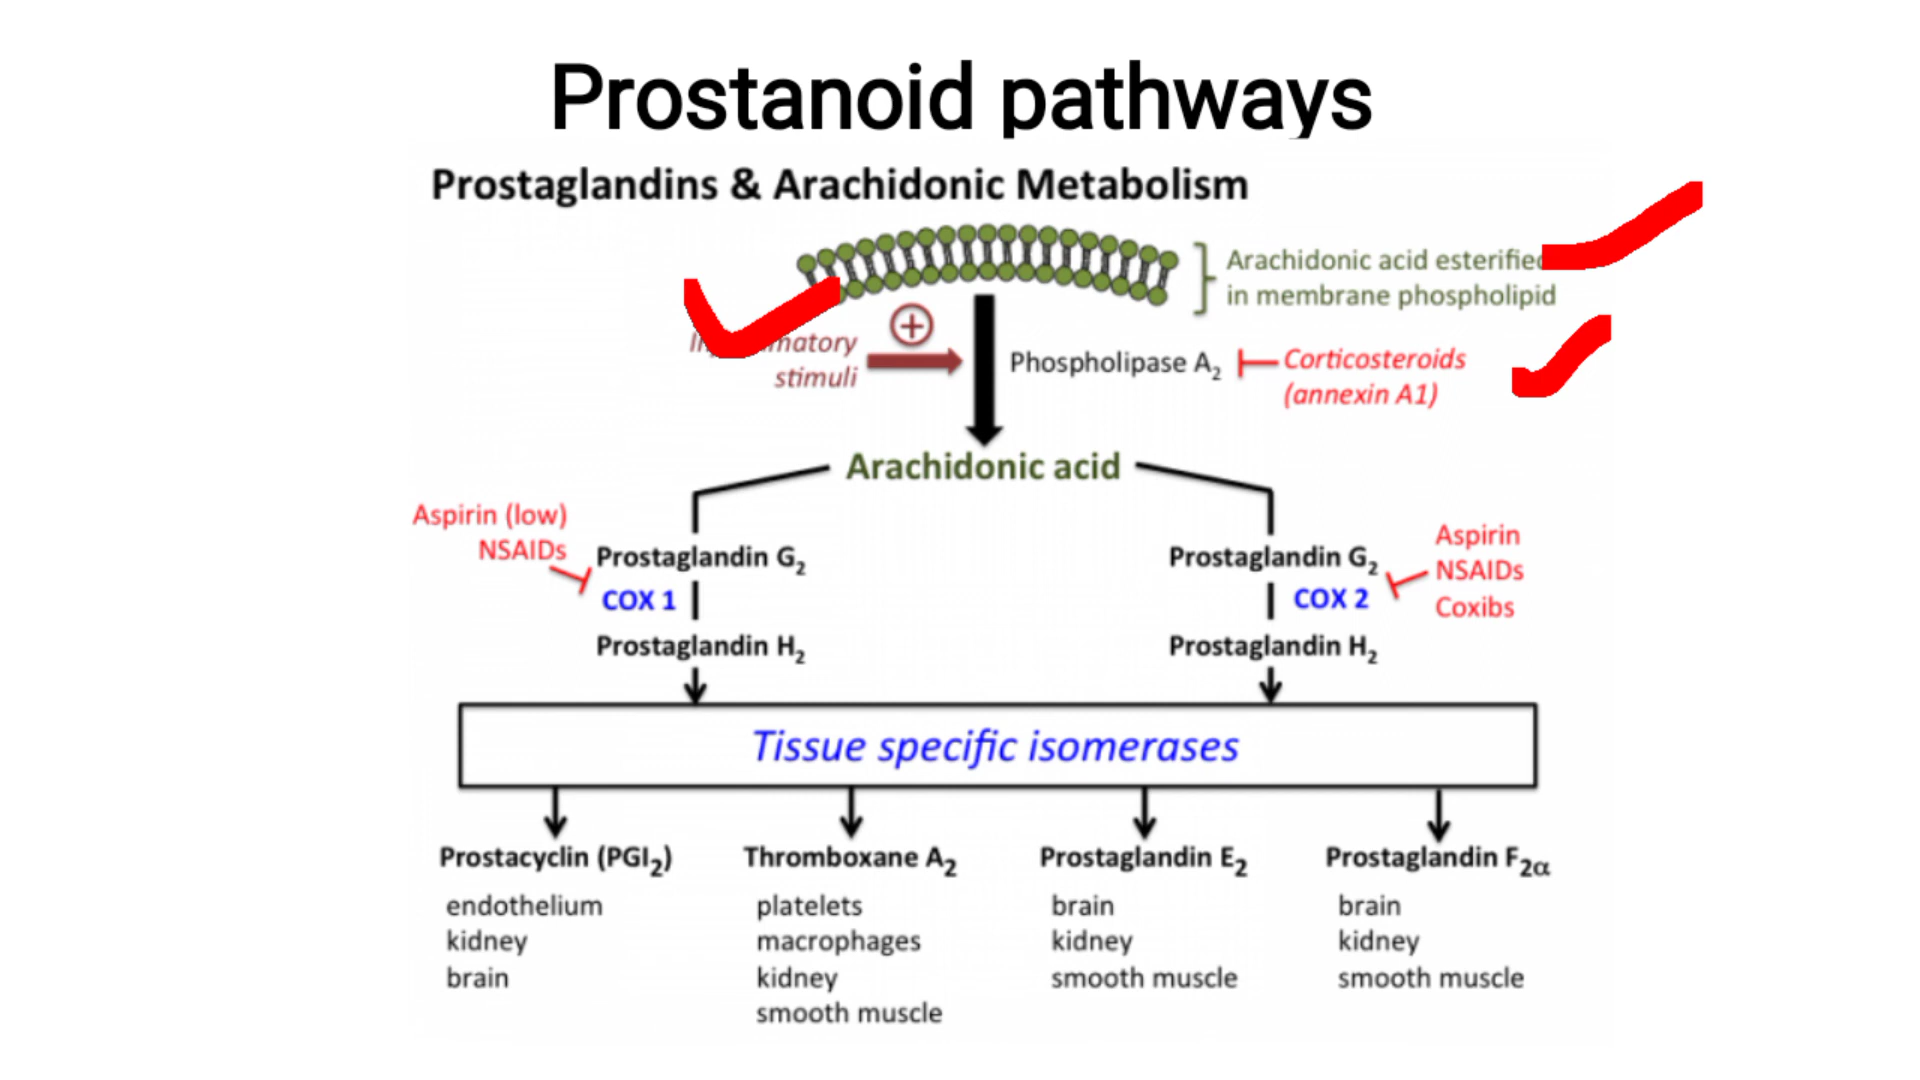 Prostanoid pathways
Prostaglandins & Arachidonic Metabolism
Arachidonic acid esterified
in membrane phospholipid
stimuli
Phospholipase A2
Corticosteroids
(annexin A1)
Arachidonic acid
Aspirin (low)
NSAIDs
Prostaglandin G2
COX 1
Prostaglandin H2
Prostaglandin G2
COX 2
Prostaglandin H2
Aspirin
NSAIDs
Coxibs
Tissue specific isomerases
Prostacyclin (PGI2)
endothelium
kidney
brain
Thromboxane A2
platelets
macrophages
kidney
smooth muscle
Prostaglandin E2
brain
kidney
smooth muscle
Prostaglandin F2α
brain
kidney
smooth muscle